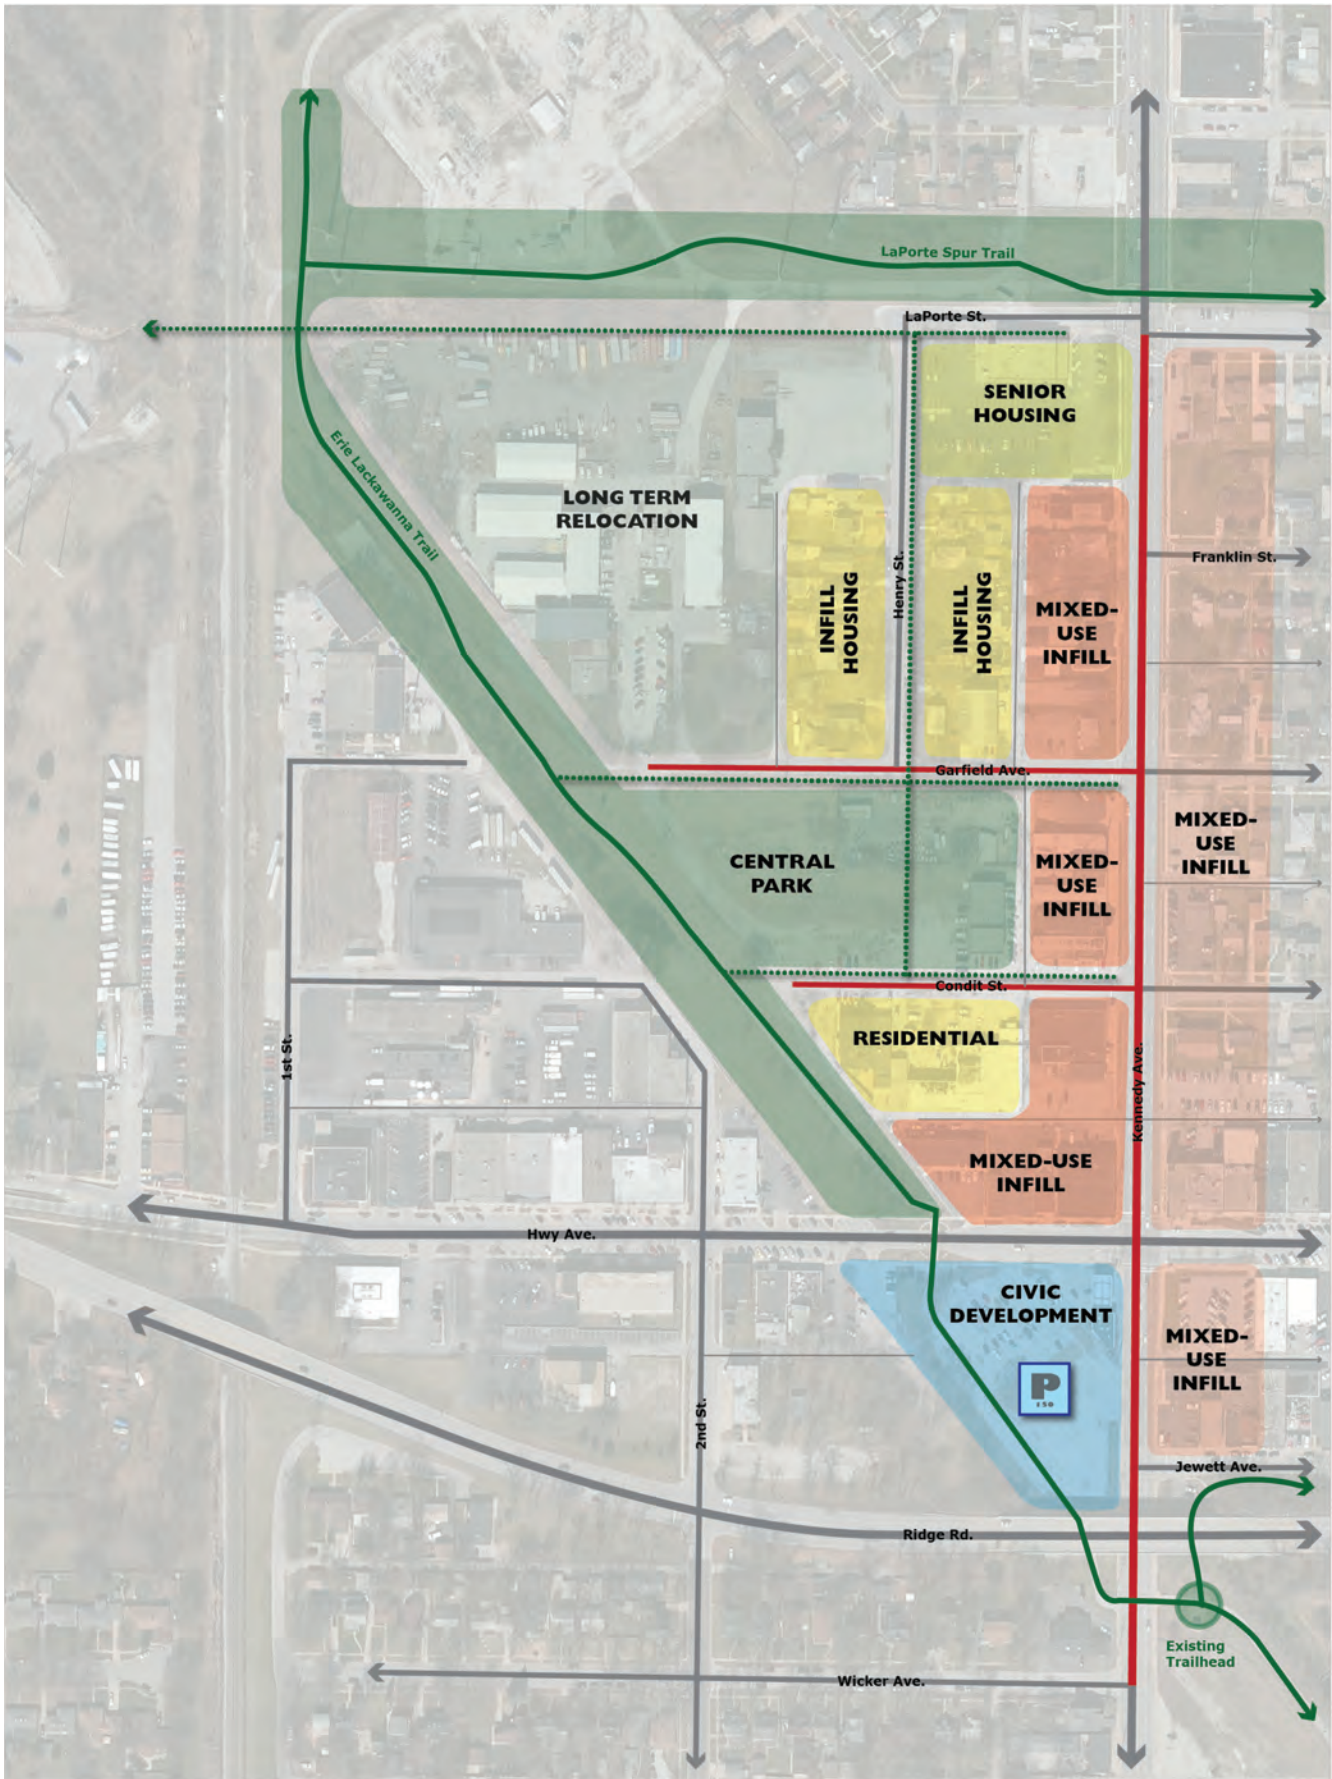 LaPorte Spur Trail
LaPorte St.
SENIOR
HOUSING
Erie Lackawanna Trail
LONG TERM
RELOCATION
INFILL
HOUSING
Henry St.
INFILL
HOUSING
MIXED-
USE
INFILL
Franklin St.
Garfield Ave.
CENTRAL
PARK
MIXED-
USE
INFILL
MIXED-
USE
INFILL
Condit St.
RESIDENTIAL
1st St.
Kennedy Ave.
MIXED-USE
INFILL
Hwy Ave.
CIVIC
DEVELOPMENT
P
150
MIXED-
USE
INFILL
2nd St.
Jewett Ave.
Ridge Rd.
Existing
Trailhead
Wicker Ave.